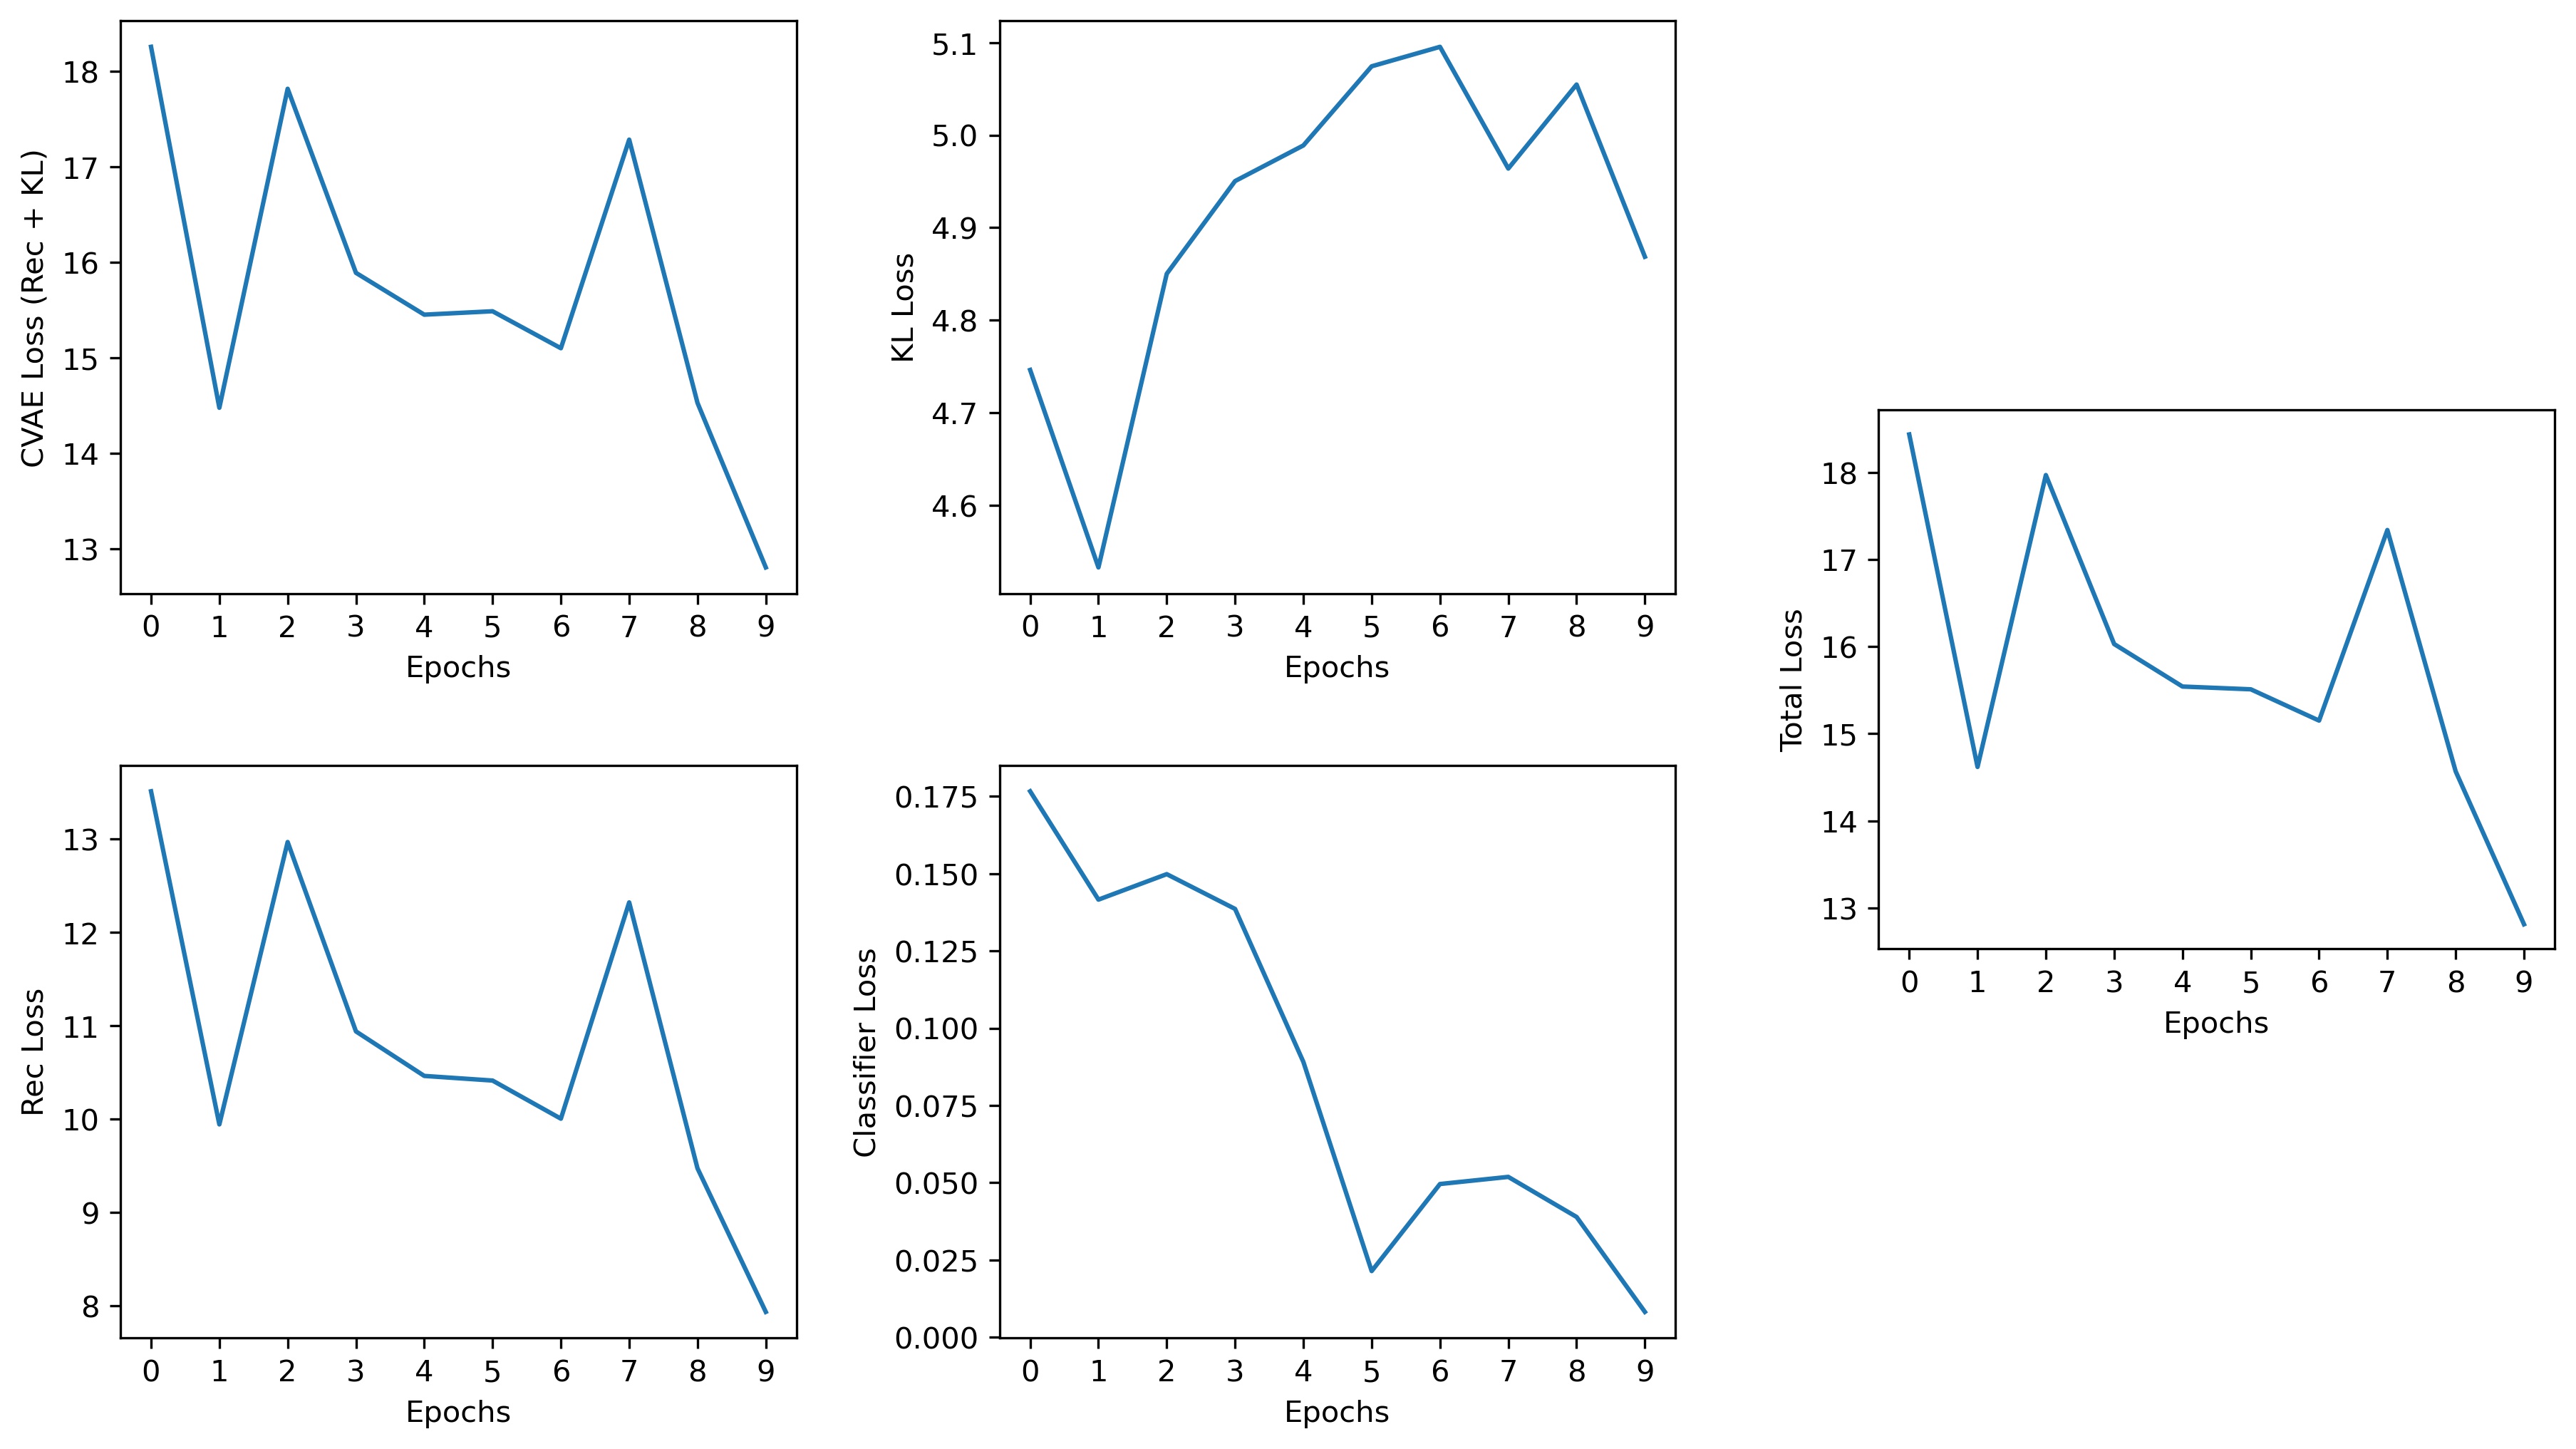 CVAE Loss (Rec + KL)
18
17
16
15
14
13
0 1 2 3 4 5 6 7 8 9
Epochs
KL Loss
5.1
5.0
4.9
4.8
4.7
4.6
0 1 2 3 4 5 6 7 8 9
Epochs
Rec Loss
13
12
11
10
9
8
0 1 2 3 4 5 6 7 8 9
Epochs
Classifier Loss
0.175
0.150
0.125
0.100
0.075
0.050
0.025
0.000
0 1 2 3 4 5 6 7 8 9
Epochs
Total Loss
18
17
16
15
14
13
0 1 2 3 4 5 6 7 8 9
Epochs